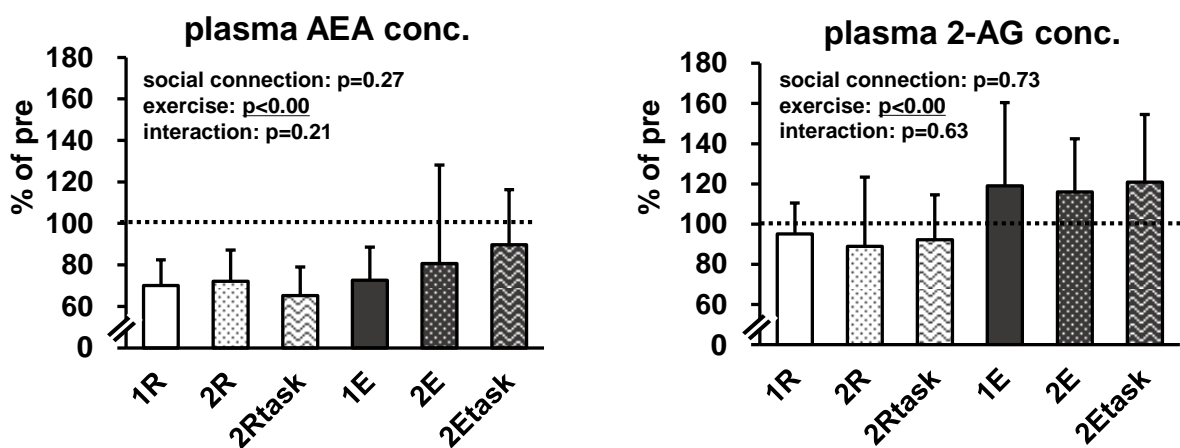 plasma AEA conc.
% of pre
180
160
140
120
100
80
60
0
social connection: p=0.27
exercise: p<0.00
interaction: p=0.21
1R
2R
2Rtask
1E
2E
2Etask
plasma 2-AG conc.
% of pre
180
160
140
120
100
80
60
0
social connection: p=0.73
exercise: p<0.00
interaction: p=0.63
1R
2R
2Rtask
1E
2E
2Etask